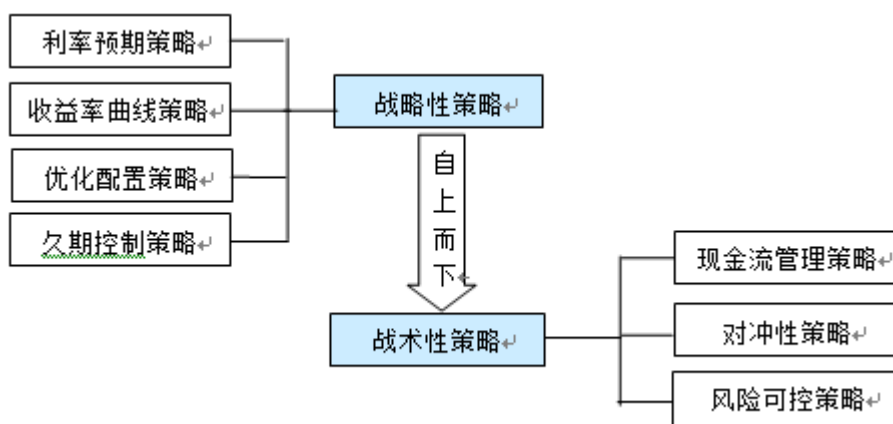 利率预期策略
收益率曲线策略
优化配置策略
久期控制策略
战略性策略
自上而下
战术性策略
现金流管理策略
对冲性策略
风险可控策略